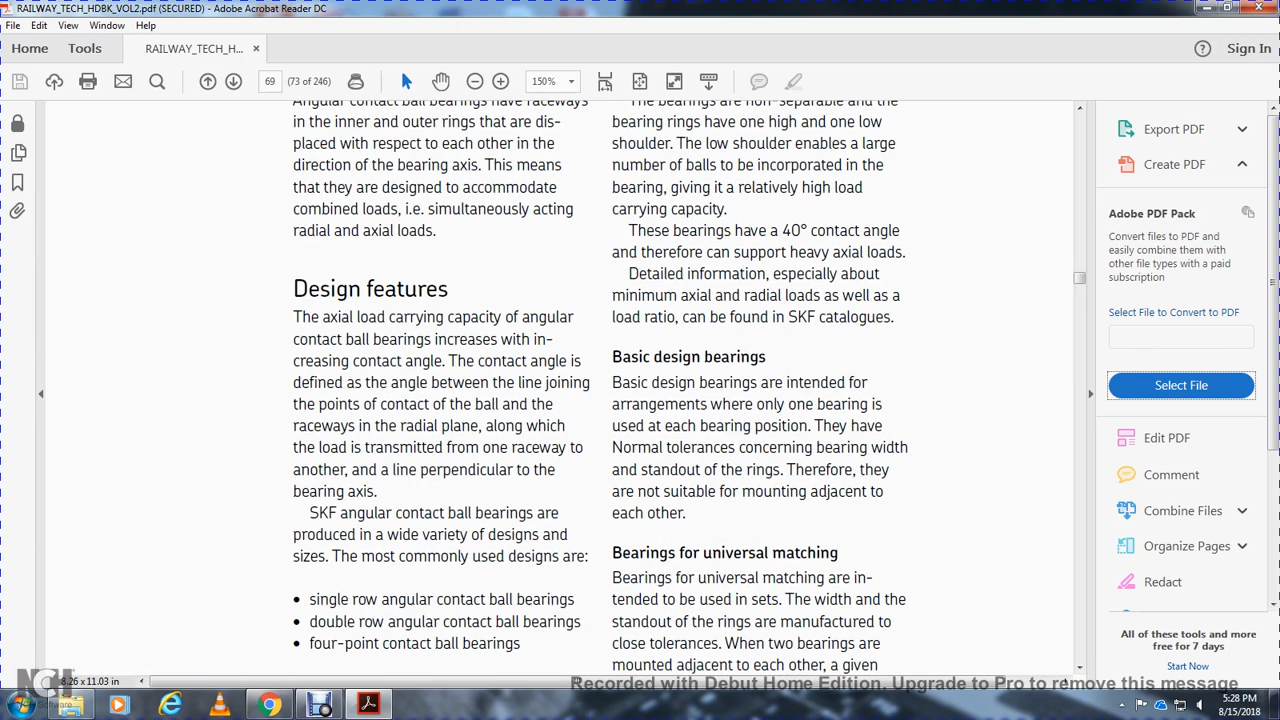 RAILWAY_TECH_HDBK_VOL2.pdf (SECURED) - Adobe Acrobat Reader DC
File Edit View Window Help
Home Tools RAILWAY_TECH_H... × Sign In
69 (73 of 246) 150%
Angular contact ball bearings have raceways
in the inner and outer rings that are dis-
placed with respect to each other in the
direction of the bearing axis. This means
that they are designed to accommodate
combined loads, i.e. simultaneously acting
radial and axial loads.
Design features
The axial load carrying capacity of angular
contact ball bearings increases with in-
creasing contact angle. The contact angle is
defined as the angle between the line joining
the points of contact of the ball and the
raceways in the radial plane, along which
the load is transmitted from one raceway to
another, and a line perpendicular to the
bearing axis.
SKF angular contact ball bearings are
produced in a wide variety of designs and
sizes. The most commonly used designs are:
• single row angular contact ball bearings
• double row angular contact ball bearings
• four-point contact ball bearings
The bearings are non-separable and the
bearing rings have one high and one low
shoulder. The low shoulder enables a large
number of balls to be incorporated in the
bearing, giving it a relatively high load
carrying capacity.
These bearings have a 40° contact angle
and therefore can support heavy axial loads.
Detailed information, especially about
minimum axial and radial loads as well as a
load ratio, can be found in SKF catalogues.
Basic design bearings
Basic design bearings are intended for
arrangements where only one bearing is
used at each bearing position. They have
Normal tolerances concerning bearing width
and standout of the rings. Therefore, they
are not suitable for mounting adjacent to
each other.
Bearings for universal matching
Bearings for universal matching are in-
tended to be used in sets. The width and the
standout of the rings are manufactured to
close tolerances. When two bearings are
mounted adjacent to each other, a given
Export PDF
Create PDF
Adobe PDF Pack
Convert files to PDF and
easily combine them with
other file types with a paid
subscription
Select File to Convert to PDF
Select File
Edit PDF
Comment
Combine Files
Organize Pages
Redact
All of these tools and more
free for 7 days
Start Now
8.26 x 11.03 in
NCH Software
Recorded with Debut Home Edition. Upgrade to Pro to remove this message
5:28 PM
8/15/2018